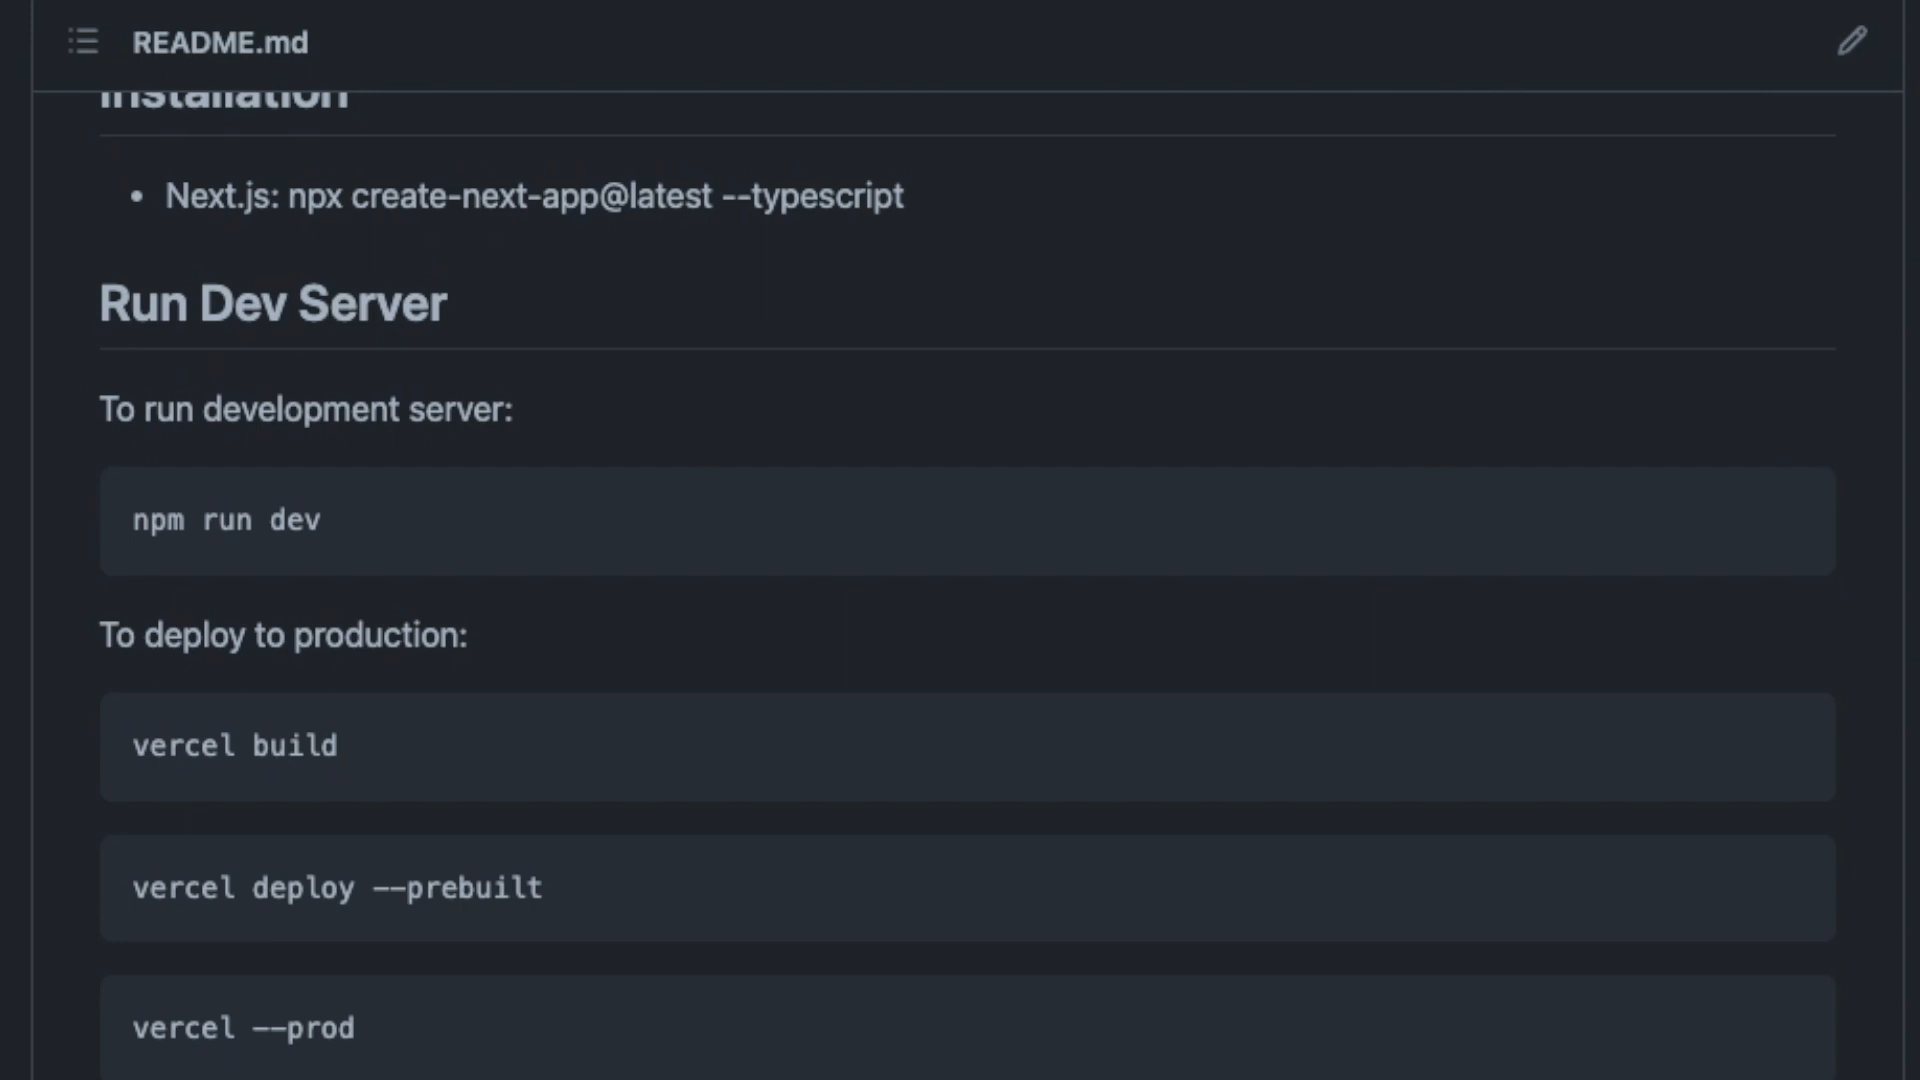 README.md
Installation
Next.js: npx create-next-app@latest --typescript
Run Dev Server
To run development server:
npm run dev
To deploy to production:
vercel build
vercel deploy --prebuilt
vercel --prod